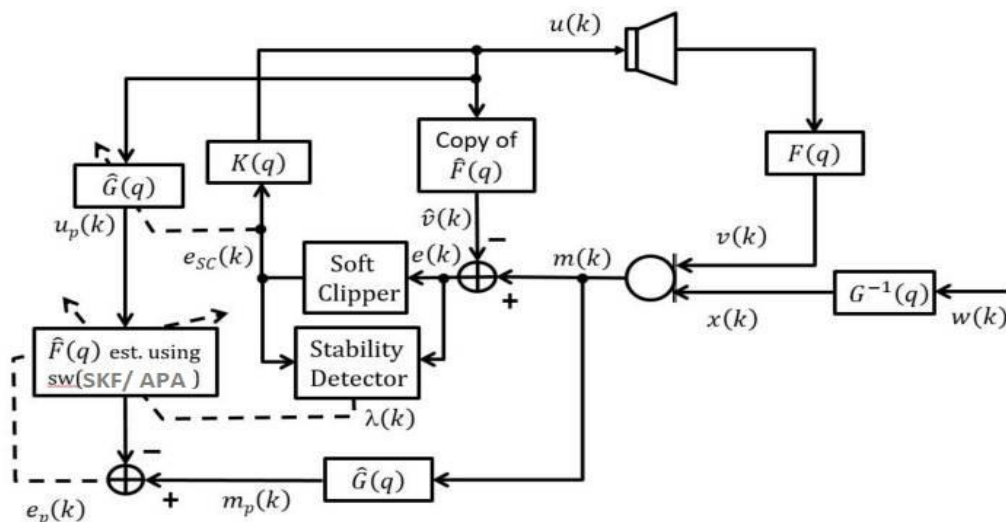 u(k)
Copy of
F̂(q)
K(q)
F(q)
Ĝ(q)
u_p(k)
v̂(k)
−
v(k)
e_SC(k)
e(k)
m(k)
Soft
Clipper
+
G⁻¹(q)
x(k)
w(k)
F̂(q) est. using
sw(SKF/ APA )
Stability
Detector
λ(k)
−
Ĝ(q)
+
m_p(k)
e_p(k)